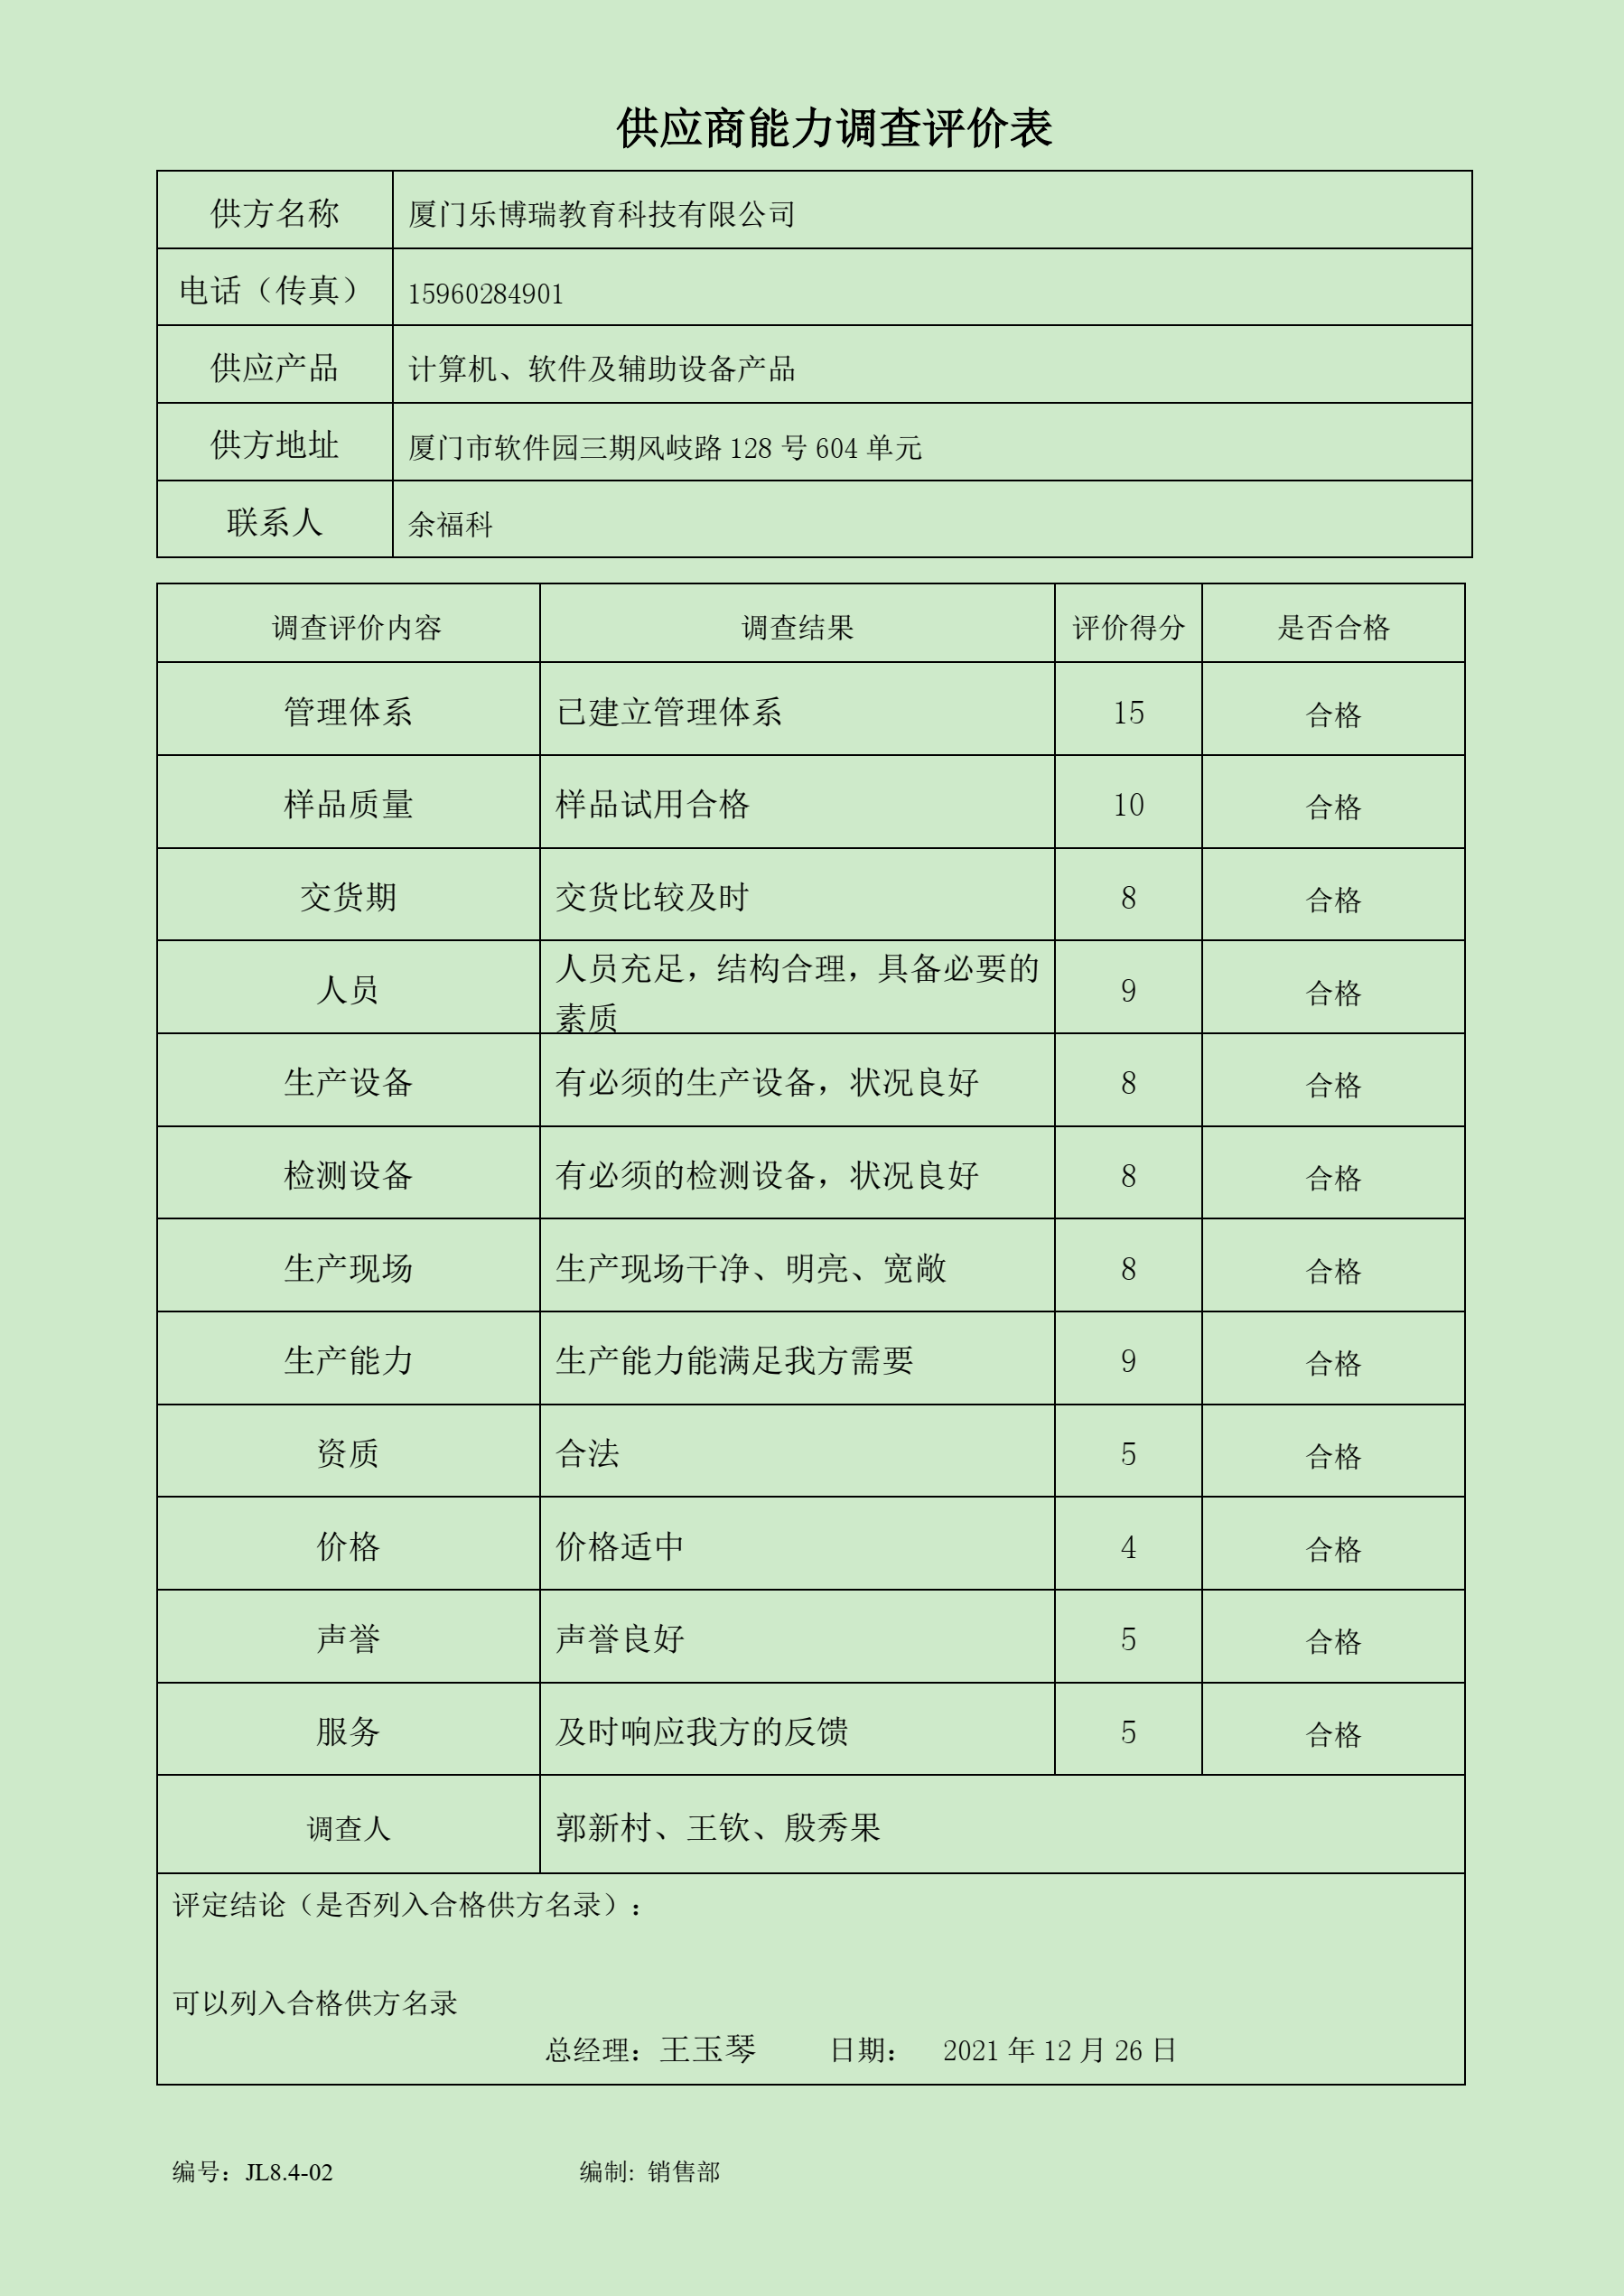 供应商能力调查评价表
供方名称 厦门乐博瑞教育科技有限公司
电话（传真） 15960284901
供应产品 计算机、软件及辅助设备产品
供方地址 厦门市软件园三期风岐路 128 号 604 单元
联系人 余福科
调查评价内容 调查结果 评价得分 是否合格
管理体系 已建立管理体系 15 合格
样品质量 样品试用合格 10 合格
交货期 交货比较及时 8 合格
人员 人员充足，结构合理，具备必要的 9 合格
素质
生产设备 有必须的生产设备，状况良好 8 合格
检测设备 有必须的检测设备，状况良好 8 合格
生产现场 生产现场干净、明亮、宽敞 8 合格
生产能力 生产能力能满足我方需要 9 合格
资质 合法 5 合格
价格 价格适中 4 合格
声誉 声誉良好 5 合格
服务 及时响应我方的反馈 5 合格
调查人 郭新村、王钦、殷秀果
评定结论（是否列入合格供方名录）：
可以列入合格供方名录
总经理：王玉琴 日期： 2021 年 12 月 26 日
编号：JL8.4-02 编制: 销售部